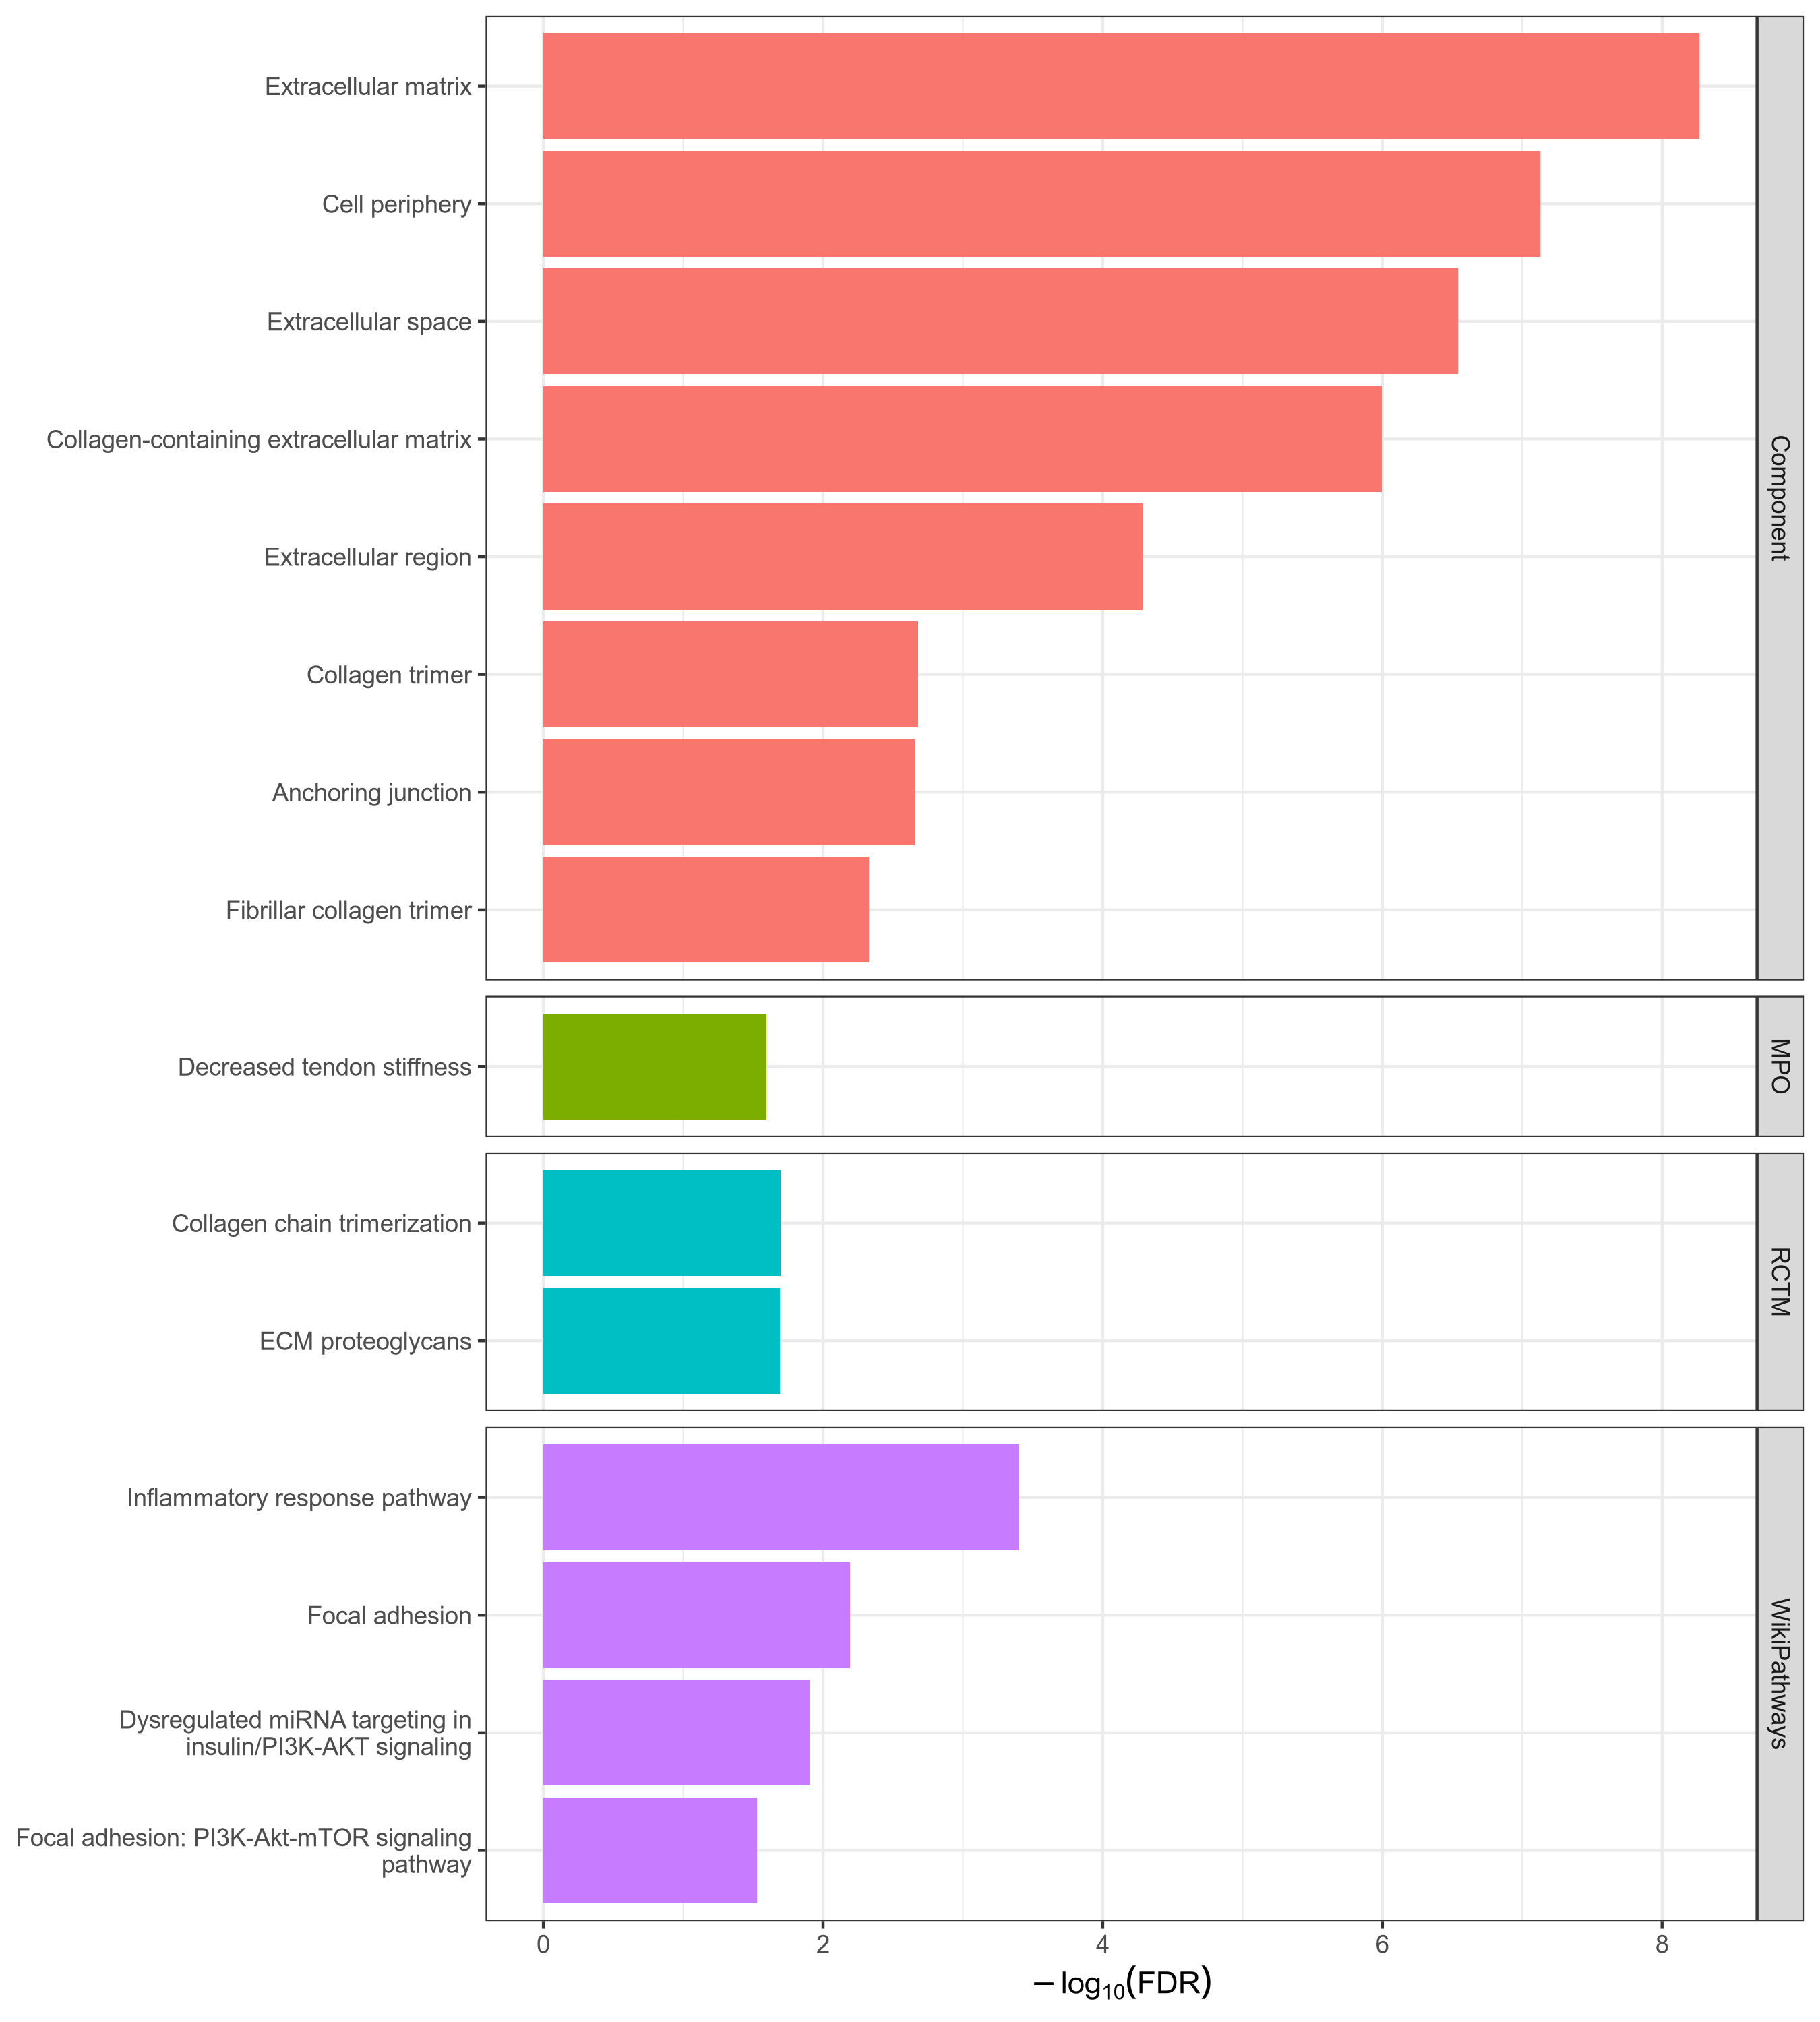 Extracellular matrix
Cell periphery
Extracellular space
Collagen-containing extracellular matrix
Extracellular region
Collagen trimer
Anchoring junction
Fibrillar collagen trimer
Component
Decreased tendon stiffness
MPO
Collagen chain trimerization
ECM proteoglycans
RCTM
Inflammatory response pathway
Focal adhesion
Dysregulated miRNA targeting in
insulin/PI3K-AKT signaling
Focal adhesion: PI3K-Akt-mTOR signaling
pathway
WikiPathways
0 2 4 6 8
− log₁₀(FDR)